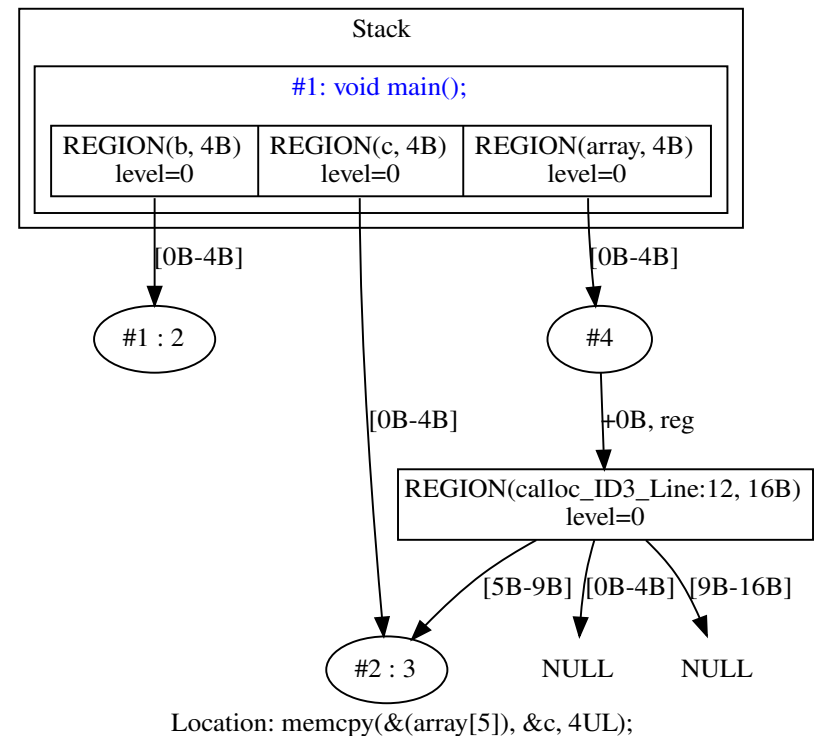 Stack
#1: void main();
REGION(b, 4B)
level=0
REGION(c, 4B)
level=0
REGION(array, 4B)
level=0
[0B-4B]
[0B-4B]
#1 : 2
#4
[0B-4B]
+0B, reg
REGION(calloc_ID3_Line:12, 16B)
level=0
[5B-9B]
[0B-4B]
[9B-16B]
#2 : 3
NULL
NULL
Location: memcpy(&(array[5]), &c, 4UL);